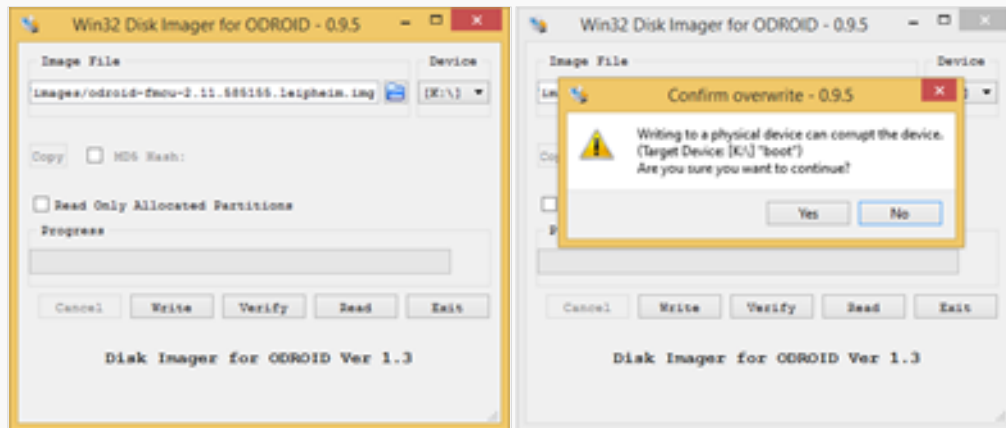 Win32 Disk Imager for ODROID - 0.9.5
Image File Device
images/odroid-fmcu-2.11.585155.leipheim.img [K:\]
Copy MD5 Hash:
Read Only Allocated Partitions
Progress
Cancel Write Verify Read Exit
Disk Imager for ODROID Ver 1.3
Win32 Disk Imager for ODROID - 0.9.5
Image File Device
Confirm overwrite - 0.9.5
Writing to a physical device can corrupt the device.
(Target Device: [K:\] "boot")
Are you sure you want to continue?
Yes No
Cancel Write Verify Read Exit
Disk Imager for ODROID Ver 1.3